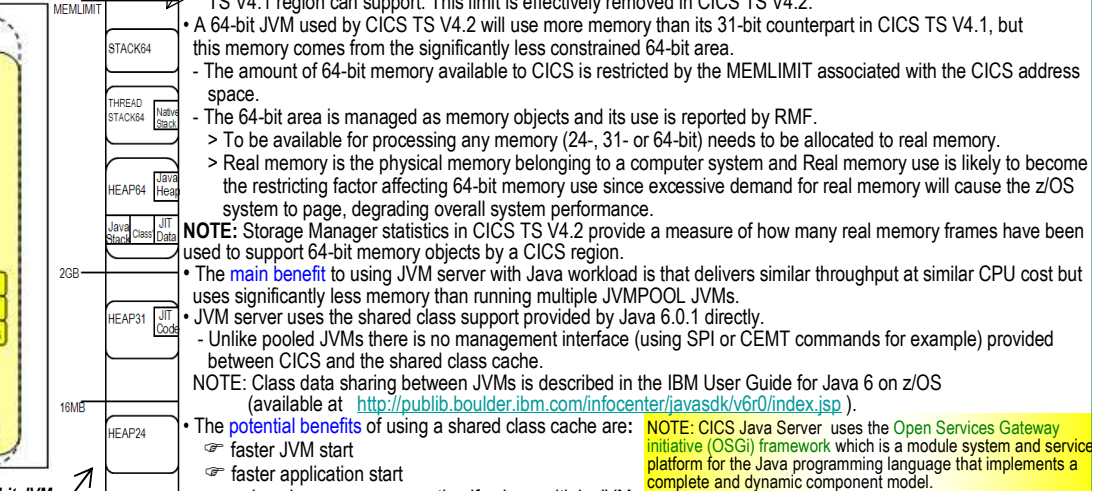 MEMLIMIT
STACK64
THREAD
STACK64
Native
Stack
HEAP64
Java
Heap
Java
Stack
Class
JIT
Data
2GB
HEAP31
JIT
Code
16MB
HEAP24
TS V4.1 region can support. This limit is effectively removed in CICS TS V4.2.
• A 64-bit JVM used by CICS TS V4.2 will use more memory than its 31-bit counterpart in CICS TS V4.1, but
this memory comes from the significantly less constrained 64-bit area.
- The amount of 64-bit memory available to CICS is restricted by the MEMLIMIT associated with the CICS address
space.
- The 64-bit area is managed as memory objects and its use is reported by RMF.
> To be available for processing any memory (24-, 31- or 64-bit) needs to be allocated to real memory.
> Real memory is the physical memory belonging to a computer system and Real memory use is likely to become
the restricting factor affecting 64-bit memory use since excessive demand for real memory will cause the z/OS
system to page, degrading overall system performance.
NOTE: Storage Manager statistics in CICS TS V4.2 provide a measure of how many real memory frames have been
used to support 64-bit memory objects by a CICS region.
• The main benefit to using JVM server with Java workload is that delivers similar throughput at similar CPU cost but
uses significantly less memory than running multiple JVMPOOL JVMs.
• JVM server uses the shared class support provided by Java 6.0.1 directly.
- Unlike pooled JVMs there is no management interface (using SPI or CEMT commands for example) provided
between CICS and the shared class cache.
NOTE: Class data sharing between JVMs is described in the IBM User Guide for Java 6 on z/OS
(available at http://publib.boulder.ibm.com/infocenter/javasdk/v6r0/index.jsp ).
• The potential benefits of using a shared class cache are:
☞ faster JVM start
☞ faster application start
NOTE: CICS Java Server uses the Open Services Gateway
initiative (OSGi) framework which is a module system and service
platform for the Java programming language that implements a
complete and dynamic component model.